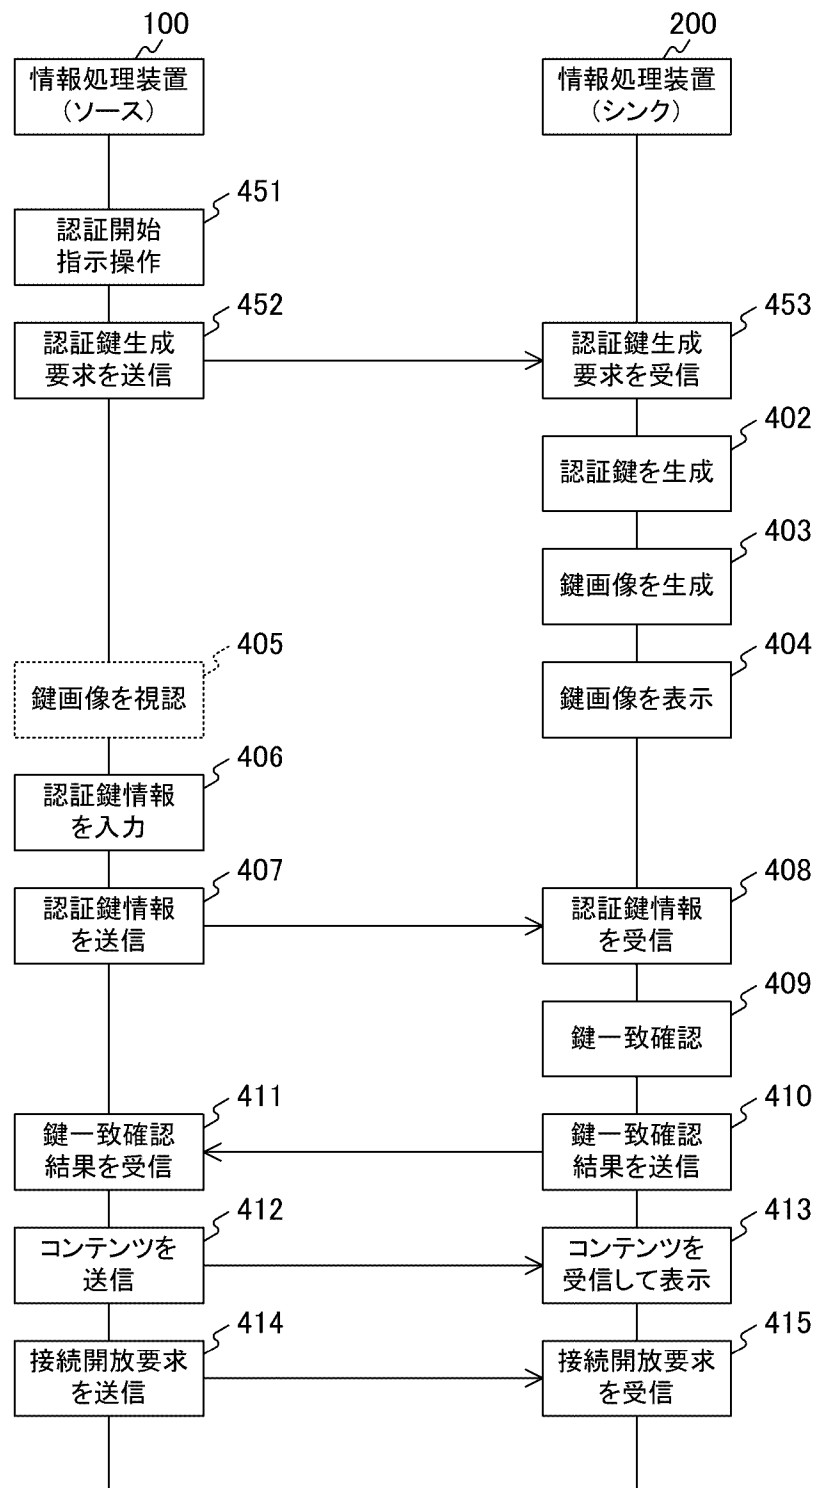 100
200
情報処理装置
(ソース)
情報処理装置
(シンク)
451
認証開始
指示操作
452
認証鍵生成
要求を送信
453
認証鍵生成
要求を受信
402
認証鍵を生成
403
鍵画像を生成
405
鍵画像を視認
404
鍵画像を表示
406
認証鍵情報
を入力
407
認証鍵情報
を送信
408
認証鍵情報
を受信
409
鍵一致確認
411
鍵一致確認
結果を受信
410
鍵一致確認
結果を送信
412
コンテンツを
送信
413
コンテンツを
受信して表示
414
接続開放要求
を送信
415
接続開放要求
を受信